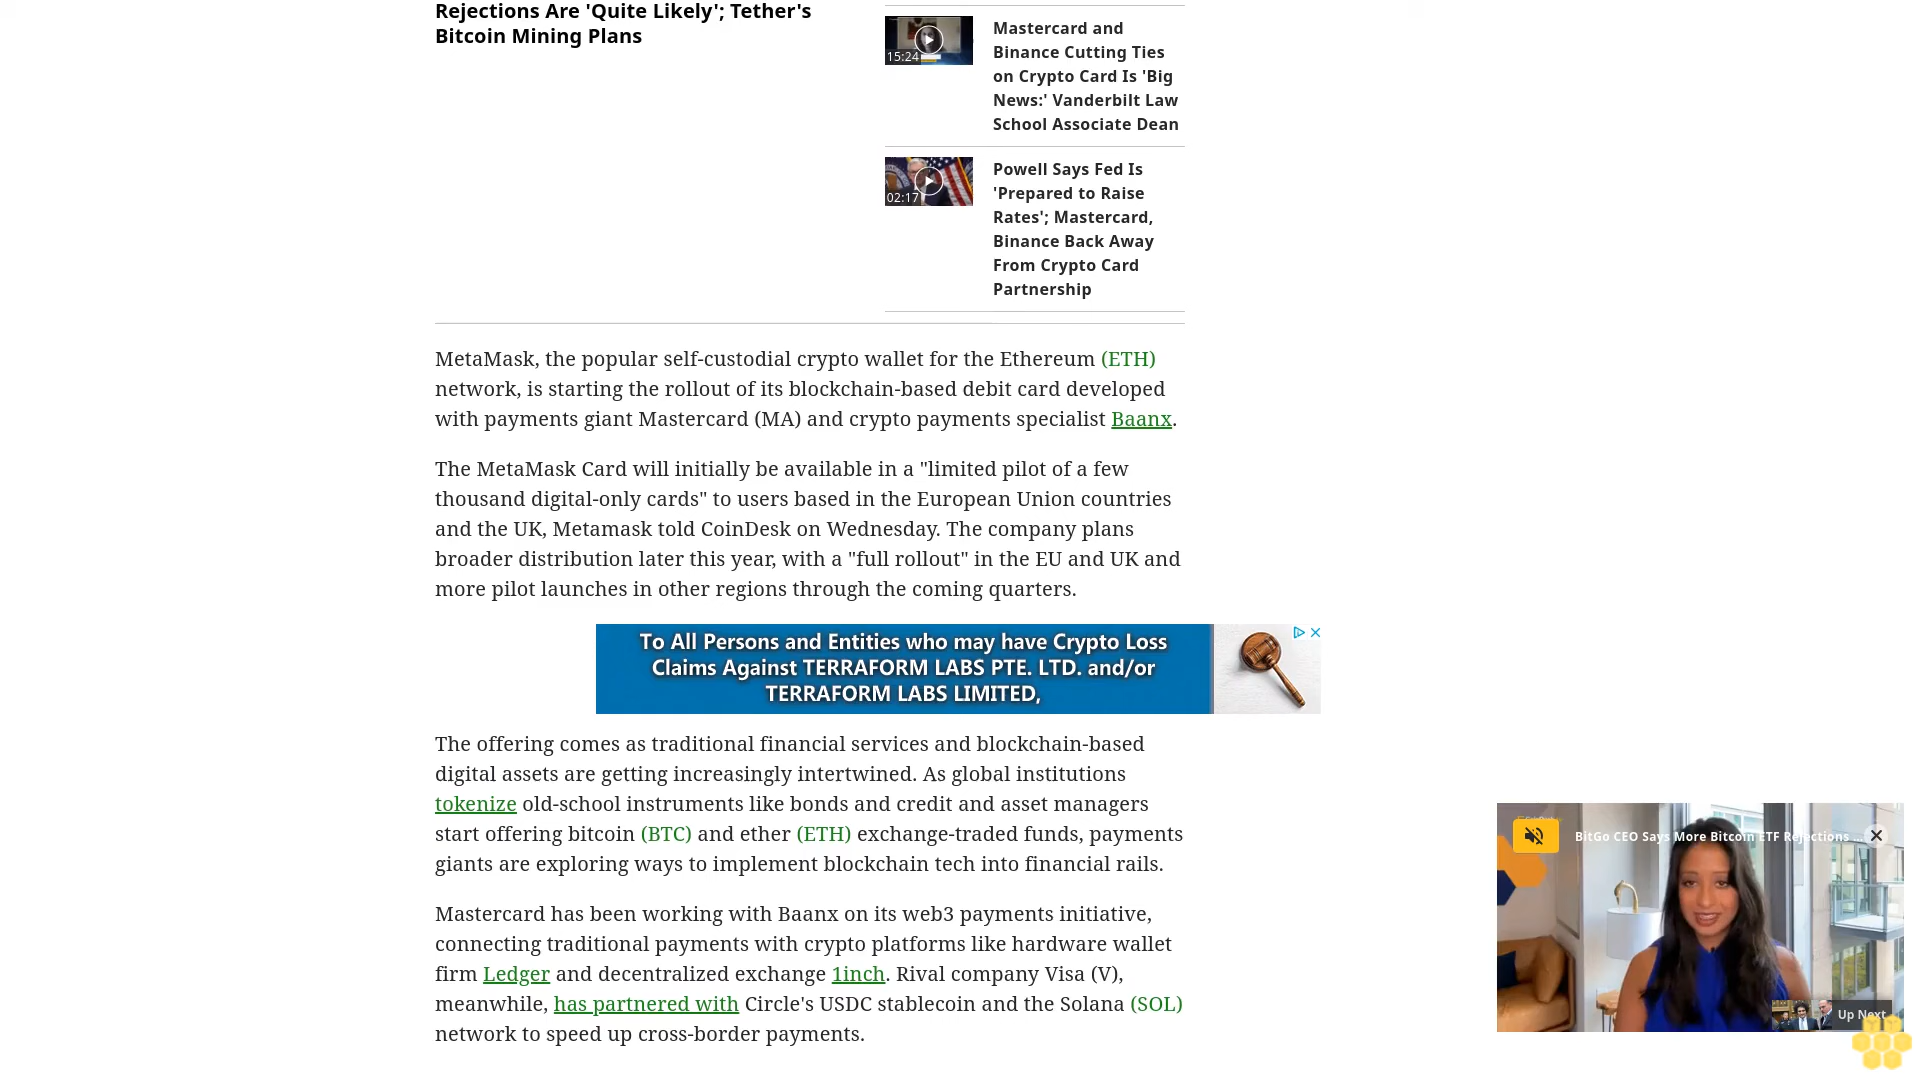 Rejections Are 'Quite Likely'; Tether's
Bitcoin Mining Plans
15:24
Mastercard and
Binance Cutting Ties
on Crypto Card Is 'Big
News:' Vanderbilt Law
School Associate Dean
02:17
Powell Says Fed Is
'Prepared to Raise
Rates'; Mastercard,
Binance Back Away
From Crypto Card
Partnership
MetaMask, the popular self-custodial crypto wallet for the Ethereum (ETH)
network, is starting the rollout of its blockchain-based debit card developed
with payments giant Mastercard (MA) and crypto payments specialist Baanx.
The MetaMask Card will initially be available in a "limited pilot of a few
thousand digital-only cards" to users based in the European Union countries
and the UK, Metamask told CoinDesk on Wednesday. The company plans
broader distribution later this year, with a "full rollout" in the EU and UK and
more pilot launches in other regions through the coming quarters.
To All Persons and Entities who may have Crypto Loss
Claims Against TERRAFORM LABS PTE. LTD. and/or
TERRAFORM LABS LIMITED,
The offering comes as traditional financial services and blockchain-based
digital assets are getting increasingly intertwined. As global institutions
tokenize old-school instruments like bonds and credit and asset managers
start offering bitcoin (BTC) and ether (ETH) exchange-traded funds, payments
giants are exploring ways to implement blockchain tech into financial rails.
BitGo CEO Says More Bitcoin ETF Rejections ...
Mastercard has been working with Baanx on its web3 payments initiative,
connecting traditional payments with crypto platforms like hardware wallet
firm Ledger and decentralized exchange 1inch. Rival company Visa (V),
meanwhile, has partnered with Circle's USDC stablecoin and the Solana (SOL)
network to speed up cross-border payments.
Up Next